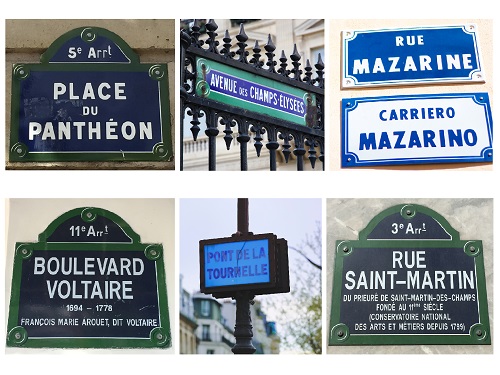 5e Arrt
PLACE
DU
PANTHÉON
AVENUE DES CHAMPS-ELYSEES
RUE
MAZARINE
CARRIERO
MAZARINO
11e Arrt
BOULEVARD
VOLTAIRE
1694 - 1778
FRANÇOIS MARIE AROUET, DIT VOLTAIRE
PONT DE LA
TOURNELLE
3e Arrt
RUE
SAINT-MARTIN
DU PRIEURÉ DE SAINT-MARTIN-DES-CHAMPS
FONDÉ AU 11ème SIÈCLE
(CONSERVATOIRE NATIONAL
DES ARTS ET MÉTIERS DEPUIS 1789)